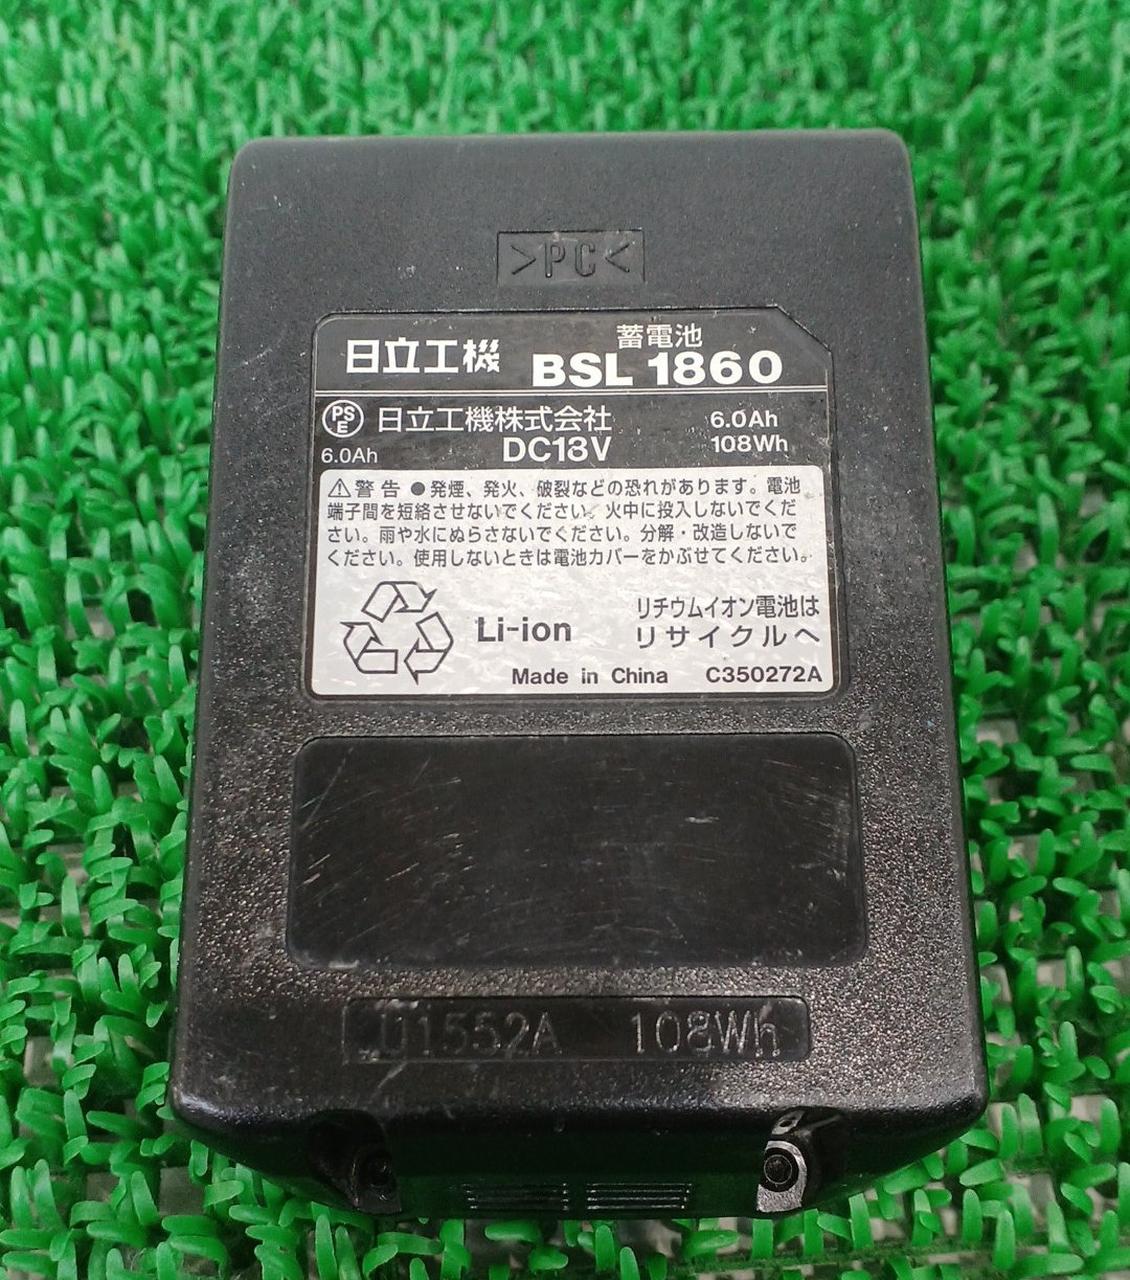 >PC<
蓄電池
日立工機 BSL 1860
PSE 日立工機株式会社 6.0Ah
6.0Ah DC18V 108Wh
⚠警告 ●発煙、発火、破裂などの恐れがあります。電池
端子間を短絡させないでください。火中に投入しないでくだ
さい。雨や水にぬらさないでください。分解・改造しないで
ください。使用しないときは電池カバーをかぶせてください。
Li-ion
リチウムイオン電池は
リサイクルへ
Made in China C350272A
108Wh